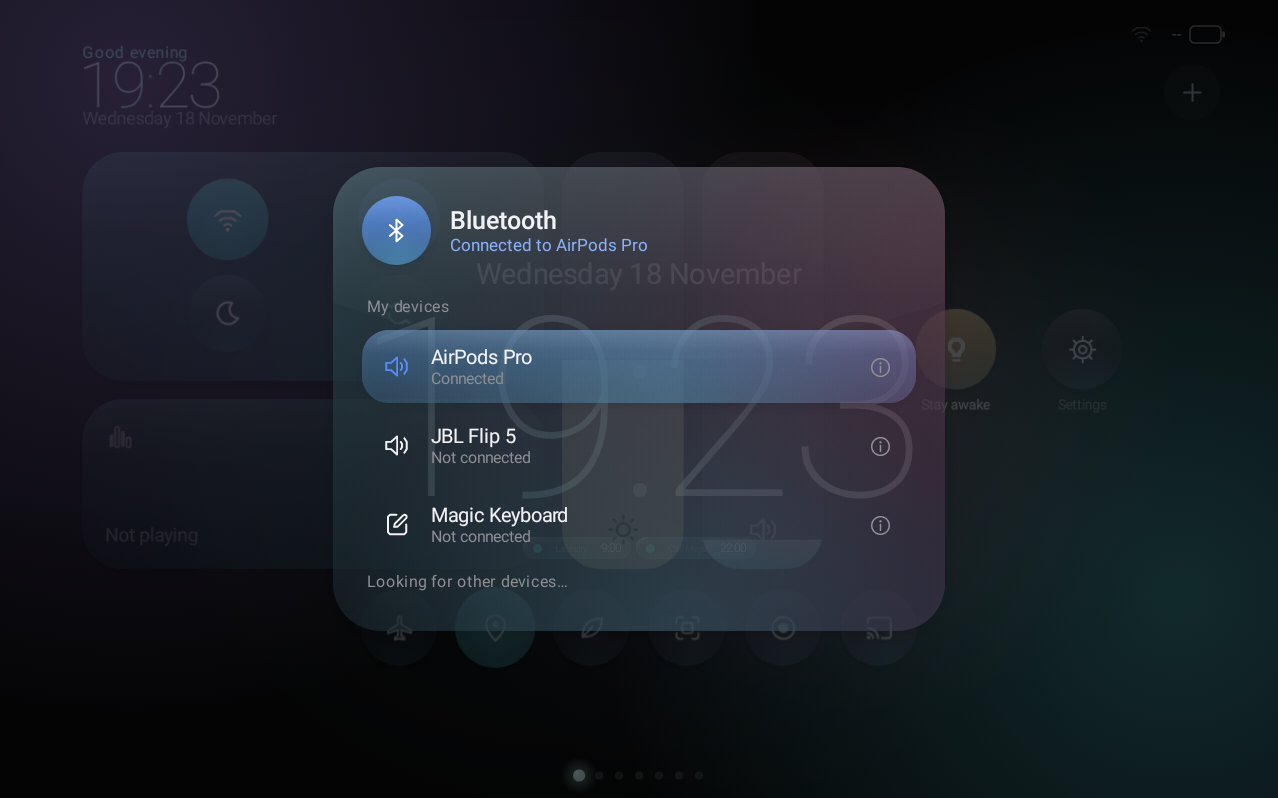 Good evening
19:23
Wednesday 18 November
--
Bluetooth
Connected to AirPods Pro
Wednesday 18 November
19:23
My devices
AirPods Pro
Connected
JBL Flip 5
Not connected
Magic Keyboard
Not connected
9:00
22:00
Looking for other devices…
Stay awake
Settings
Not playing